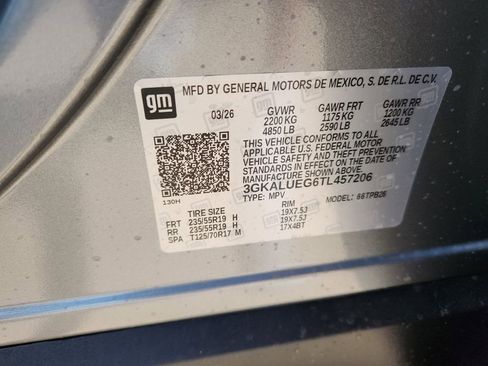 gm
MFD BY GENERAL MOTORS DE MEXICO, S. DE R.L. DE C.V.
03/26 GVWR GAWR FRT GAWR RR
2200 KG 1175 KG 1200 KG
4850 LB 2590 LB 2645 LB
THIS VEHICLE CONFORMS TO ALL
APPLICABLE U.S. FEDERAL MOTOR
VEHICLE SAFETY AND THEFT PREVENTION
STANDARDS IN EFFECT ON THE DATE OF
MANUFACTURE SHOWN ABOVE.
3GKALUEG6TL457206
130H TYPE: MPV MODEL: 66TPB26
TIRE SIZE RIM
FRT 235/55R19 H 19X7.5J
RR 235/55R19 H 19X7.5J
SPA T125/70R17 M 17X4BT